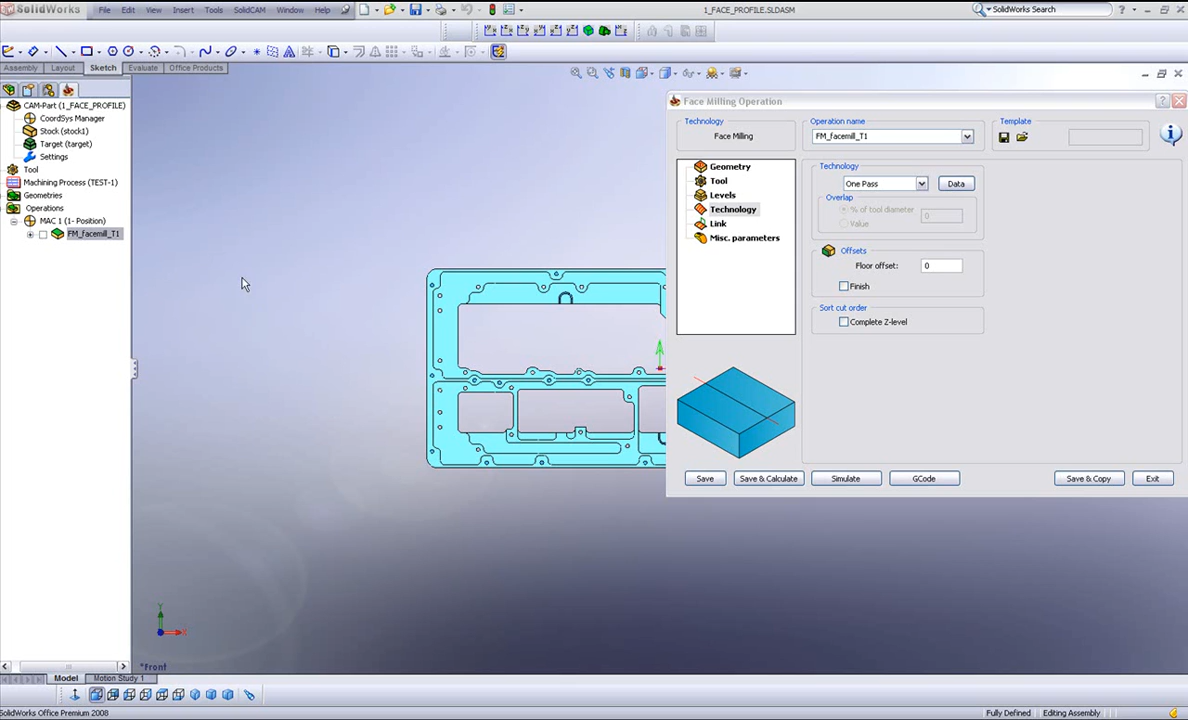 SolidWorks File Edit View Insert Tools SolidCAM Window Help 1_FACE_PROFILE.SLDASM SolidWorks Search
Assembly Layout Sketch Evaluate Office Products
CAM-Part (1_FACE_PROFILE)
CoordSys Manager
Stock (stock1)
Target (target)
Settings
Tool
Machining Process (TEST-1)
Geometries
Operations
MAC 1 (1- Position)
FM_facemill_T1
Face Milling Operation
Technology
Face Milling
Operation name
FM_facemill_T1
Template
Geometry
Tool
Levels
Technology
Link
Misc. parameters
Technology
One Pass Data
Overlap
% of tool diameter 0
Value
Offsets
Floor offset: 0
Finish
Sort cut order
Complete Z-level
Save Save & Calculate Simulate GCode Save & Copy Exit
Y
X
*Front
Model Motion Study 1
SolidWorks Office Premium 2008 Fully Defined Editing Assembly